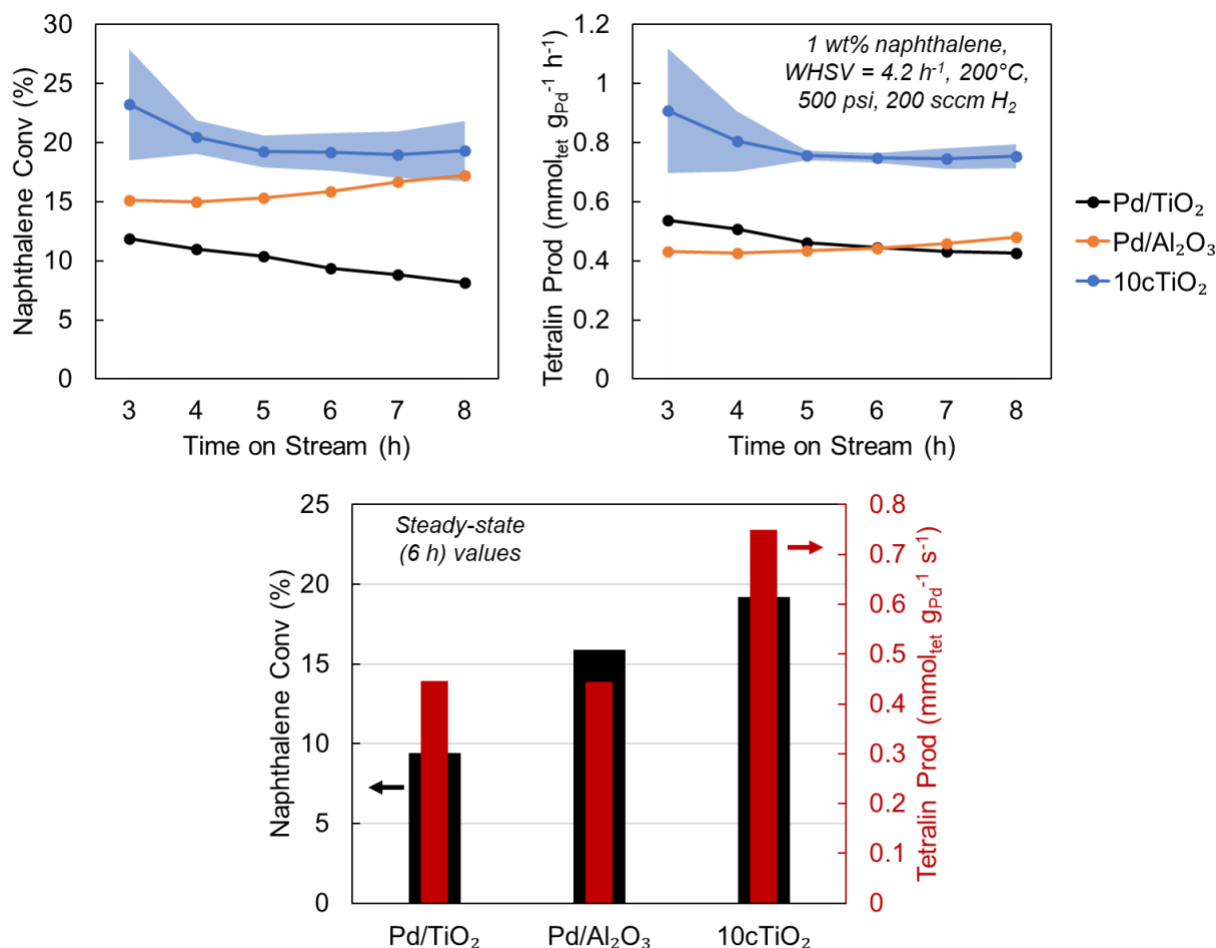 Naphthalene Conv (%)
30
25
20
15
10
5
0
3 4 5 6 7 8
Time on Stream (h)
Tetralin Prod (mmol_tet g_Pd⁻¹ h⁻¹)
1.2
1
0.8
0.6
0.4
0.2
0
3 4 5 6 7 8
Time on Stream (h)
1 wt% naphthalene,
WHSV = 4.2 h⁻¹, 200°C,
500 psi, 200 sccm H₂
Pd/TiO₂
Pd/Al₂O₃
10cTiO₂
Naphthalene Conv (%)
25
20
15
10
5
0
Steady-state
(6 h) values
Pd/TiO₂ Pd/Al₂O₃ 10cTiO₂
0.8
0.7
0.6
0.5
0.4
0.3
0.2
0.1
0
Tetralin Prod (mmol_tet g_Pd⁻¹ s⁻¹)